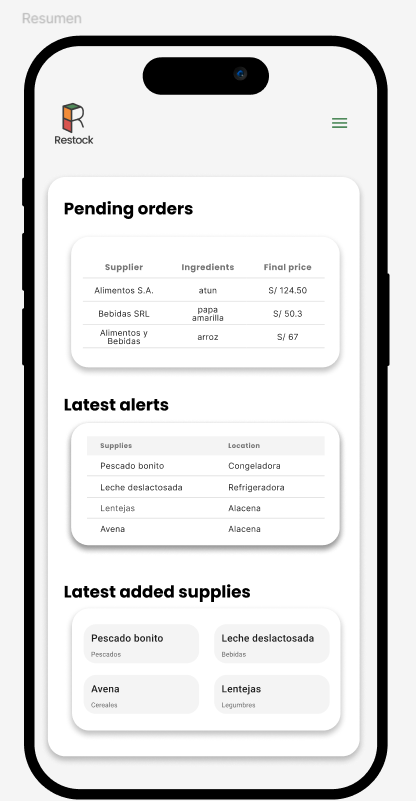 Resumen
Restock
Pending orders
Supplier Ingredients Final price
Alimentos S.A. atun S/ 124.50
Bebidas SRL papa amarilla S/ 50.3
Alimentos y Bebidas arroz S/ 67
Latest alerts
Supplies Location
Pescado bonito Congeladora
Leche deslactosada Refrigeradora
Lentejas Alacena
Avena Alacena
Latest added supplies
Pescado bonito Leche deslactosada
Pescados Bebidas
Avena Lentejas
Cereales Legumbres